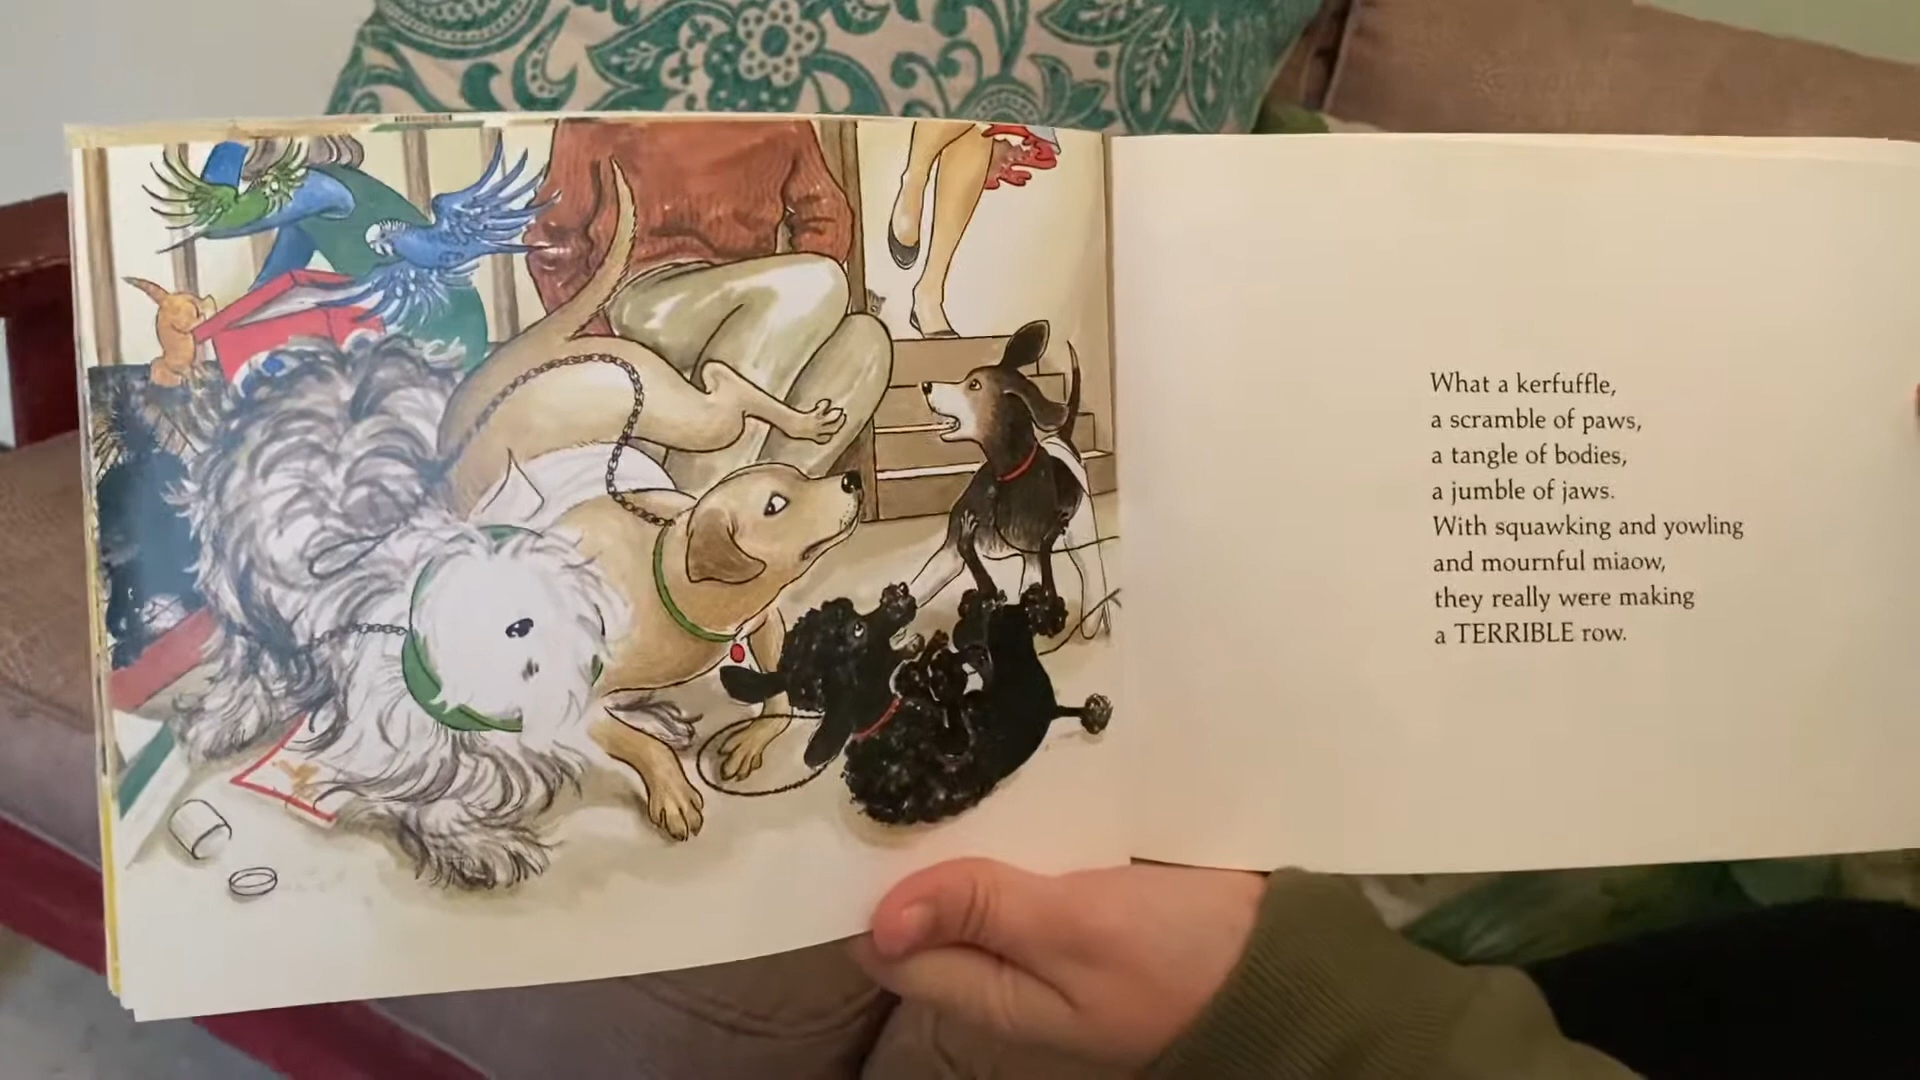 What a kerfuffle,
a scramble of paws,
a tangle of bodies,
a jumble of jaws.
With squawking and yowling
and mournful miaow,
they really were making
a TERRIBLE row.